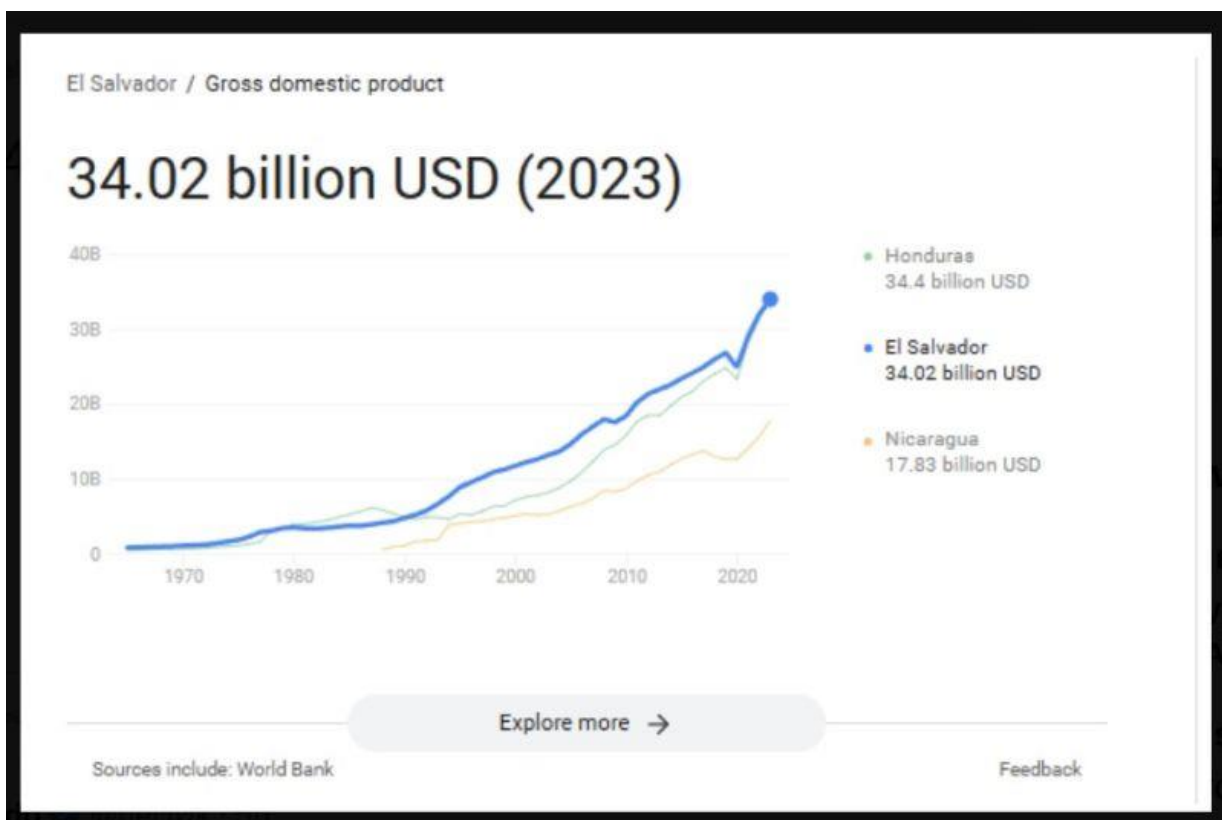 El Salvador / Gross domestic product
34.02 billion USD (2023)
40B
30B
20B
10B
0
1970 1980 1990 2000 2010 2020
Honduras
34.4 billion USD
El Salvador
34.02 billion USD
Nicaragua
17.83 billion USD
Explore more →
Sources include: World Bank
Feedback